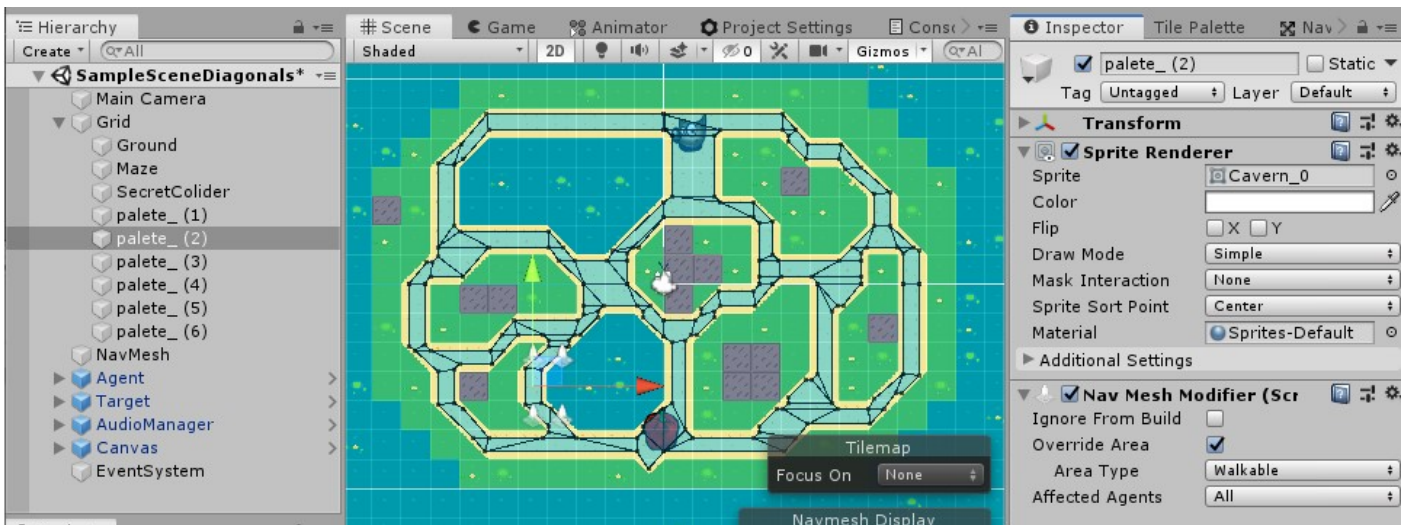 Hierarchy
Create
All
SampleSceneDiagonals*
Main Camera
Grid
Ground
Maze
SecretColider
palete_ (1)
palete_ (2)
palete_ (3)
palete_ (4)
palete_ (5)
palete_ (6)
NavMesh
Agent
Target
AudioManager
Canvas
EventSystem
Scene Game Animator Project Settings
Shaded 2D 0 Gizmos Al
Tilemap
Focus On None
Navmesh Display
Inspector Tile Palette Nav
palete_ (2) Static
Tag Untagged Layer Default
Transform
Sprite Renderer
Sprite Cavern_0
Color
Flip X Y
Draw Mode Simple
Mask Interaction None
Sprite Sort Point Center
Material Sprites-Default
Additional Settings
Nav Mesh Modifier (Scr
Ignore From Build
Override Area
Area Type Walkable
Affected Agents All